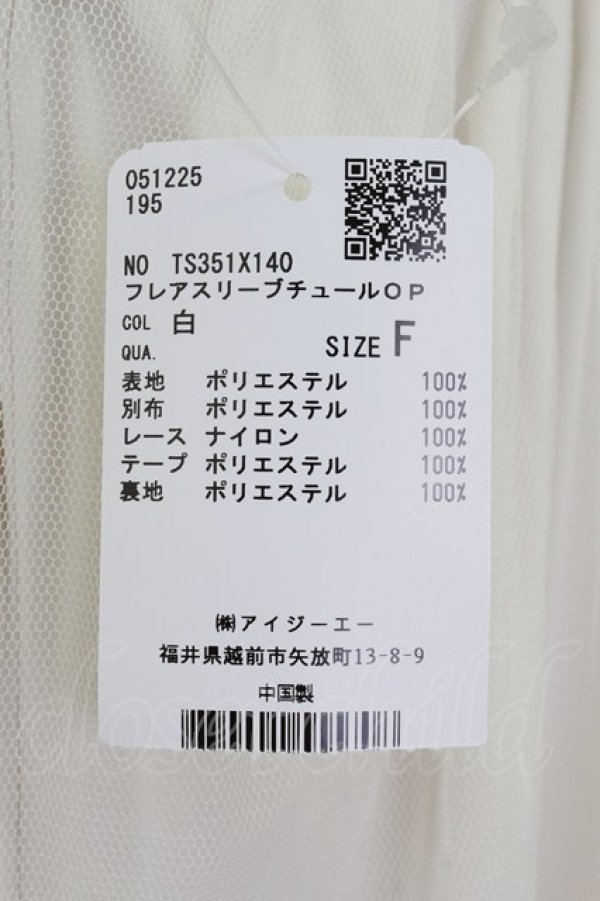 051225
195
NO TS351X140
フレアスリーブチュールOP
COL 白
QUA. SIZE F
表地 ポリエステル 100%
別布 ポリエステル 100%
レース ナイロン 100%
テープ ポリエステル 100%
裏地 ポリエステル 100%
㈱アイジーエー
福井県越前市矢放町13-8-9
中国製